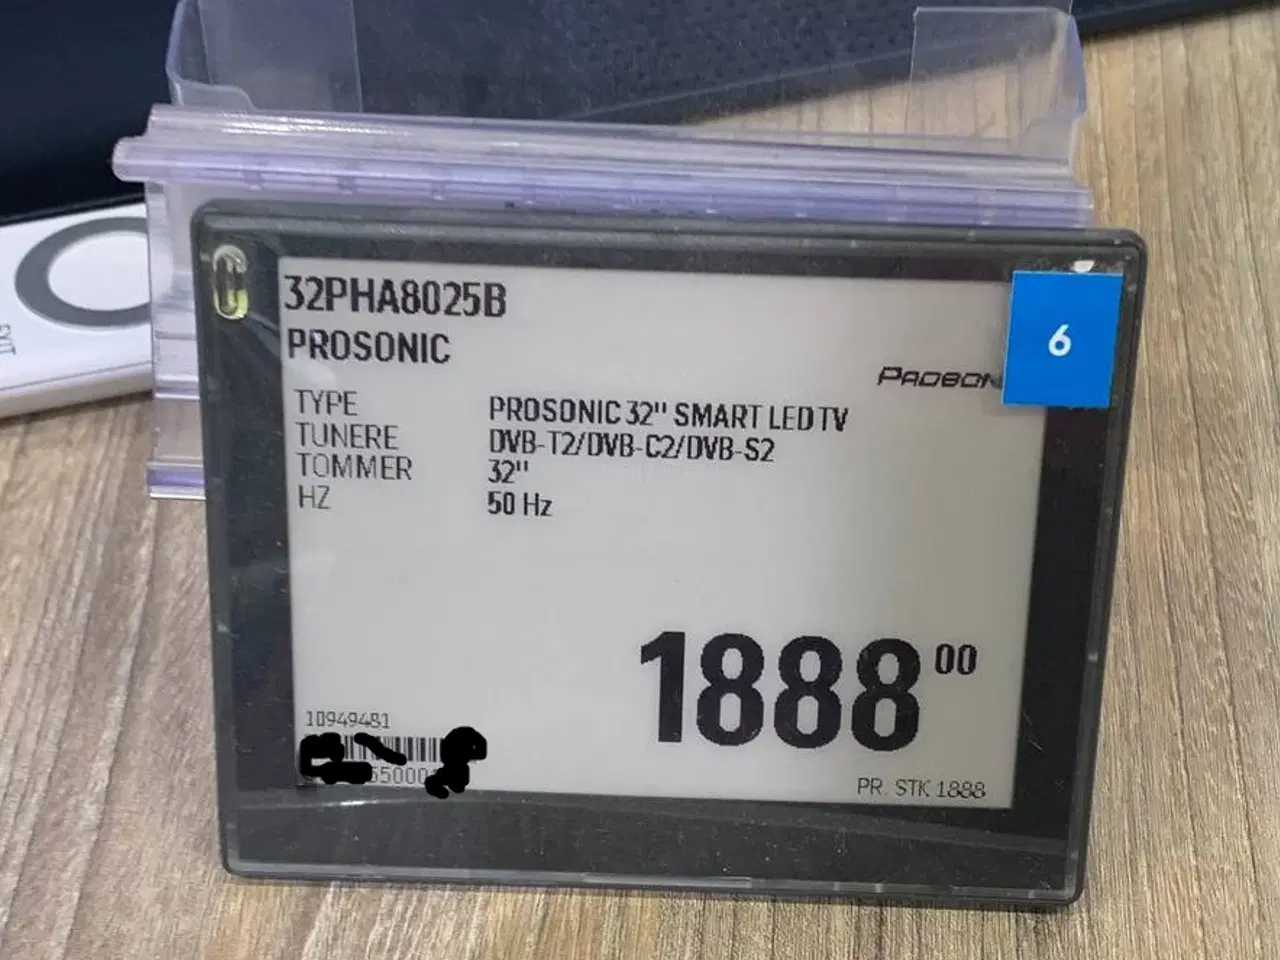 32PHA8025B
PROSONIC
6
TYPE PROSONIC 32" SMART LED TV
TUNERE DVB-T2/DVB-C2/DVB-S2
TOMMER 32"
HZ 50 Hz
1888 00
10949481
PR. STK 1888